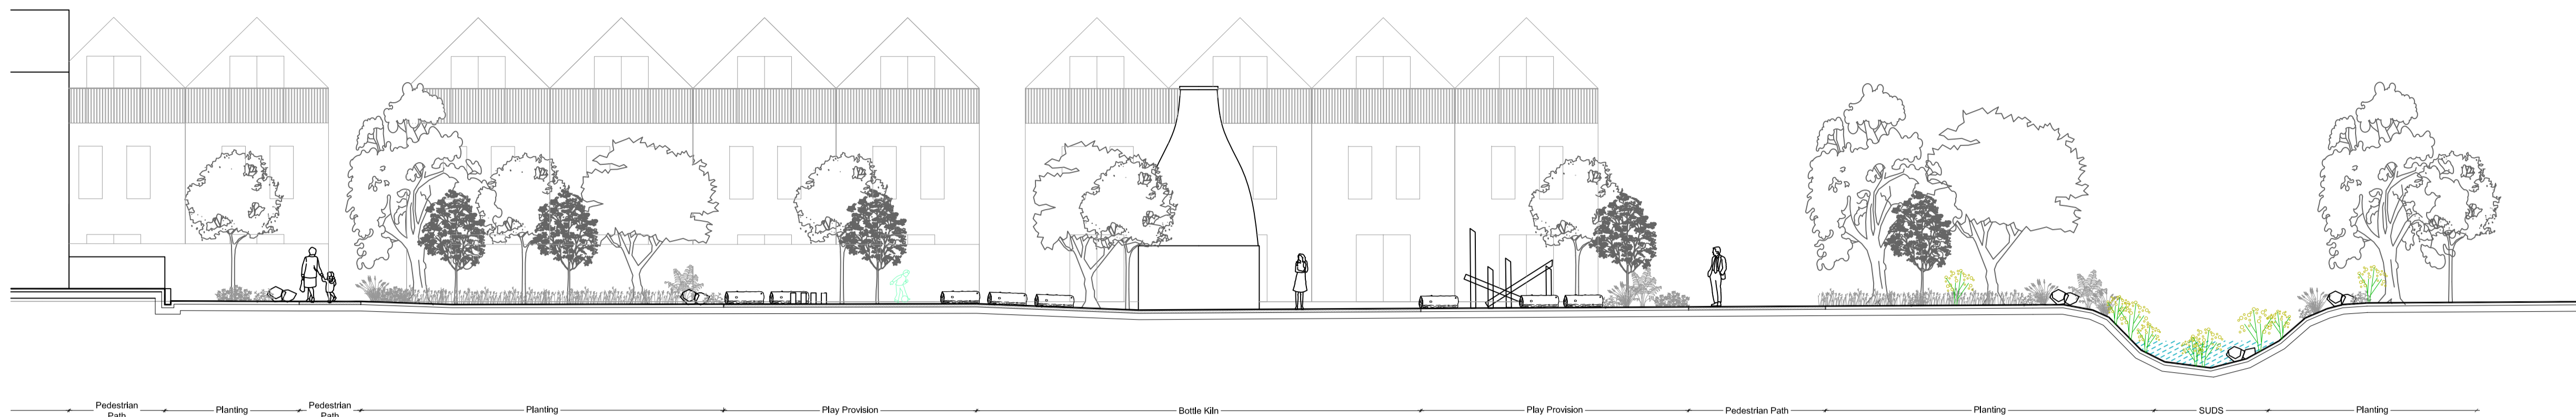 Pedestrian
Path
Planting
Pedestrian
Path
Planting
Play Provision
Bottle Kiln
Play Provision
Pedestrian Path
Planting
SUDS
Planting